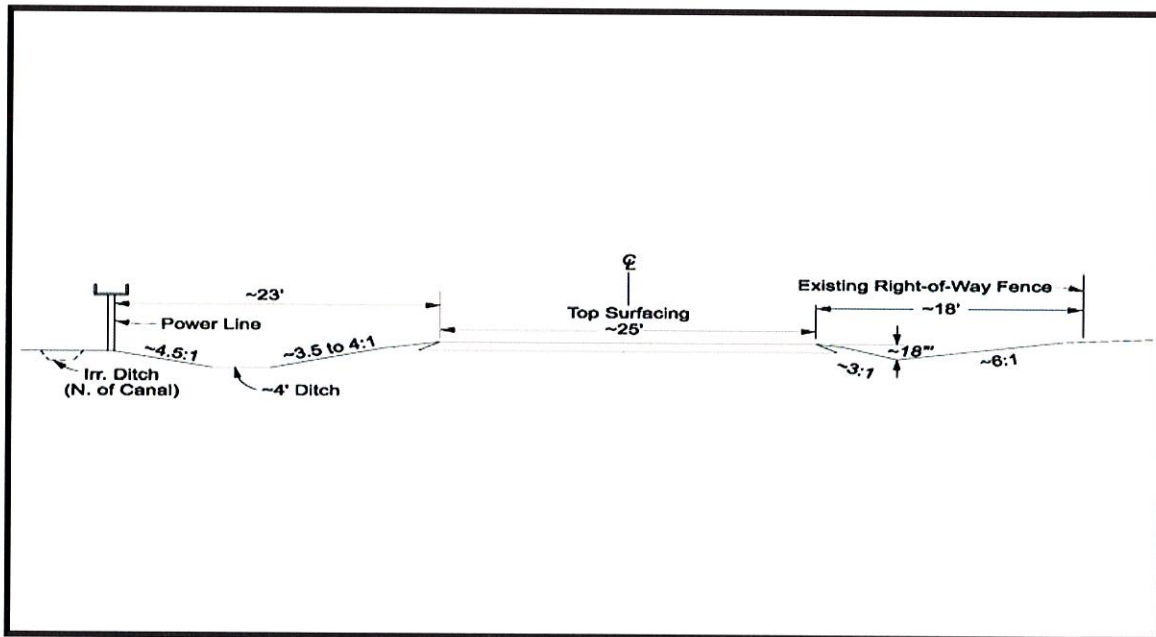 ℄
Existing Right-of-Way Fence
~23'
~18'
Top Surfacing
Power Line
~25'
~4.5:1
~3.5 to 4:1
~18"'
~3:1
~6:1
Irr. Ditch
(N. of Canal)
~4' Ditch